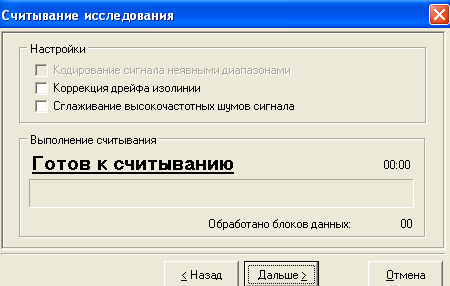 Считывание исследования
Настройки
Кодирование сигнала неявными диапазонами
Коррекция дрейфа изолинии
Сглаживание высокочастотных шумов сигнала
Выполнение считывания
Готов к считыванию 00:00
Обработано блоков данных: 00
< Назад Дальше > Отмена